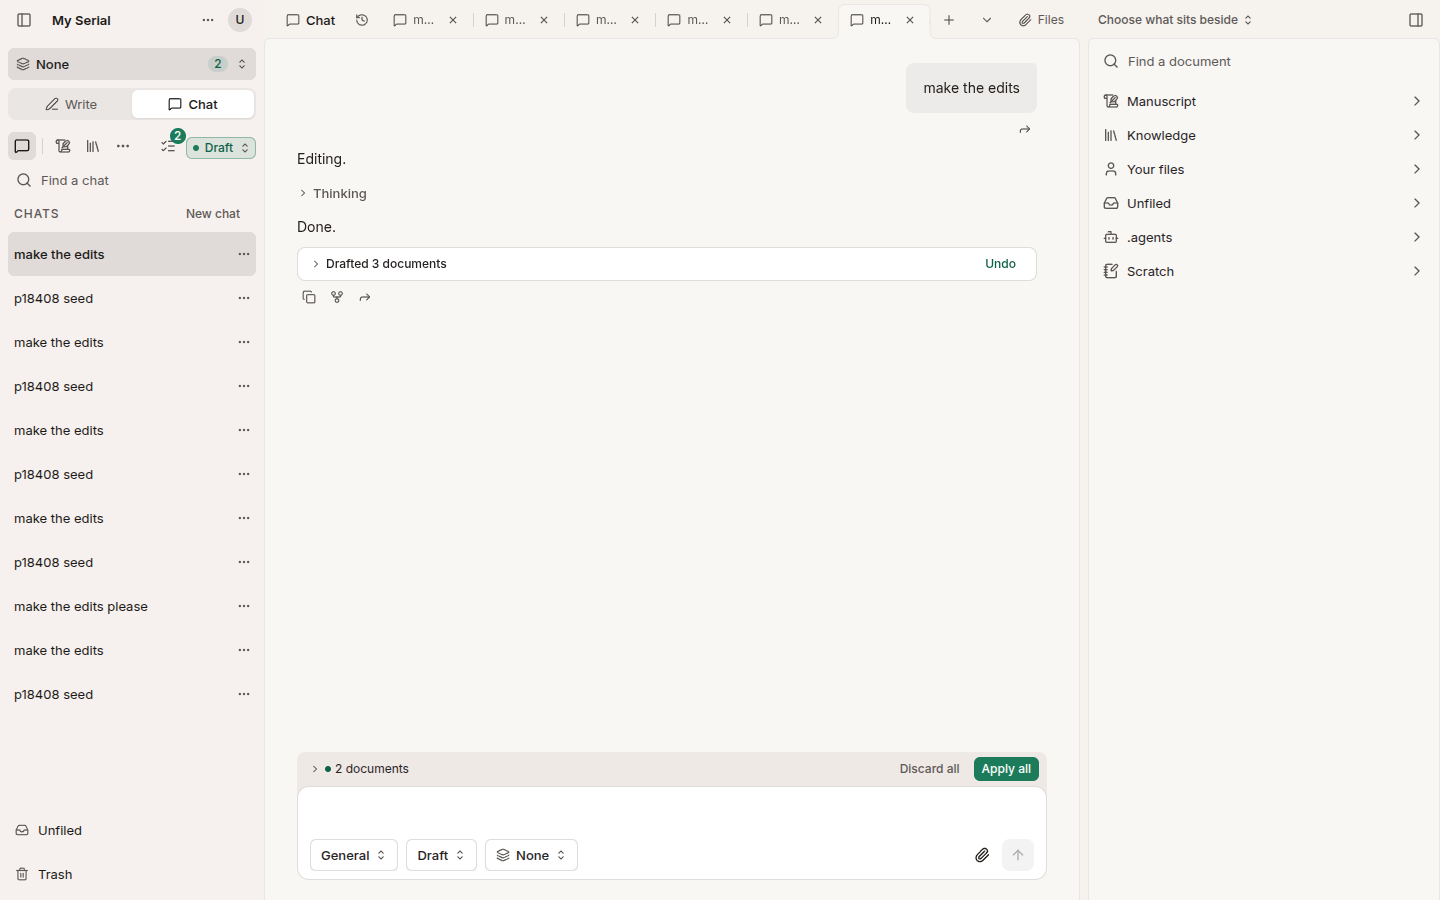 My Serial
U
None
2
Write
Chat
2
Draft
Find a chat
CHATS
New chat
make the edits
p18408 seed
make the edits
p18408 seed
make the edits
p18408 seed
make the edits
p18408 seed
make the edits please
make the edits
p18408 seed
Unfiled
Trash
Chat
m...
m...
m...
m...
m...
m...
Files
make the edits
Editing.
Thinking
Done.
Drafted 3 documents
Undo
2 documents
Discard all
Apply all
General
Draft
None
Choose what sits beside
Find a document
Manuscript
Knowledge
Your files
Unfiled
.agents
Scratch